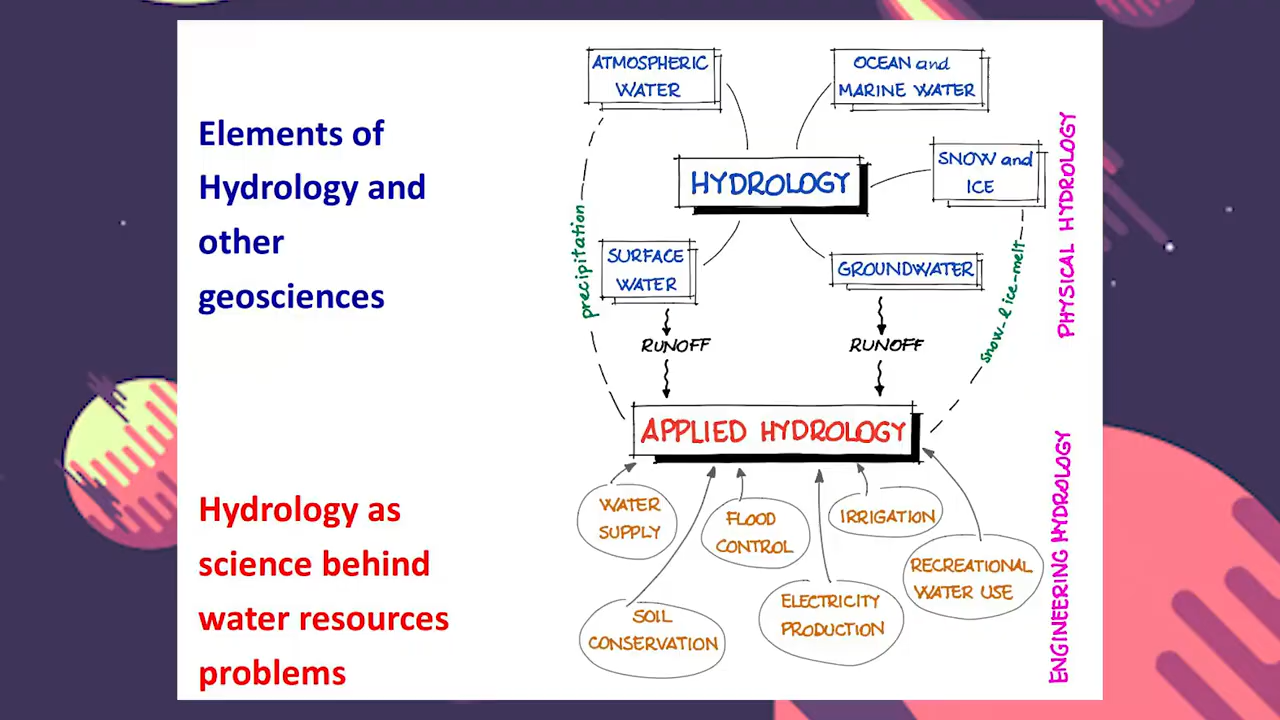 Elements of
Hydrology and
other
geosciences
Hydrology as
science behind
water resources
problems
ATMOSPHERIC
WATER
OCEAN and
MARINE WATER
SNOW and
ICE
HYDROLOGY
SURFACE
WATER
GROUNDWATER
precipitation
snow- & ice-melt
RUNOFF
RUNOFF
PHYSICAL HYDROLOGY
APPLIED HYDROLOGY
WATER
SUPPLY
FLOOD
CONTROL
IRRIGATION
RECREATIONAL
WATER USE
SOIL
CONSERVATION
ELECTRICITY
PRODUCTION
ENGINEERING HYDROLOGY